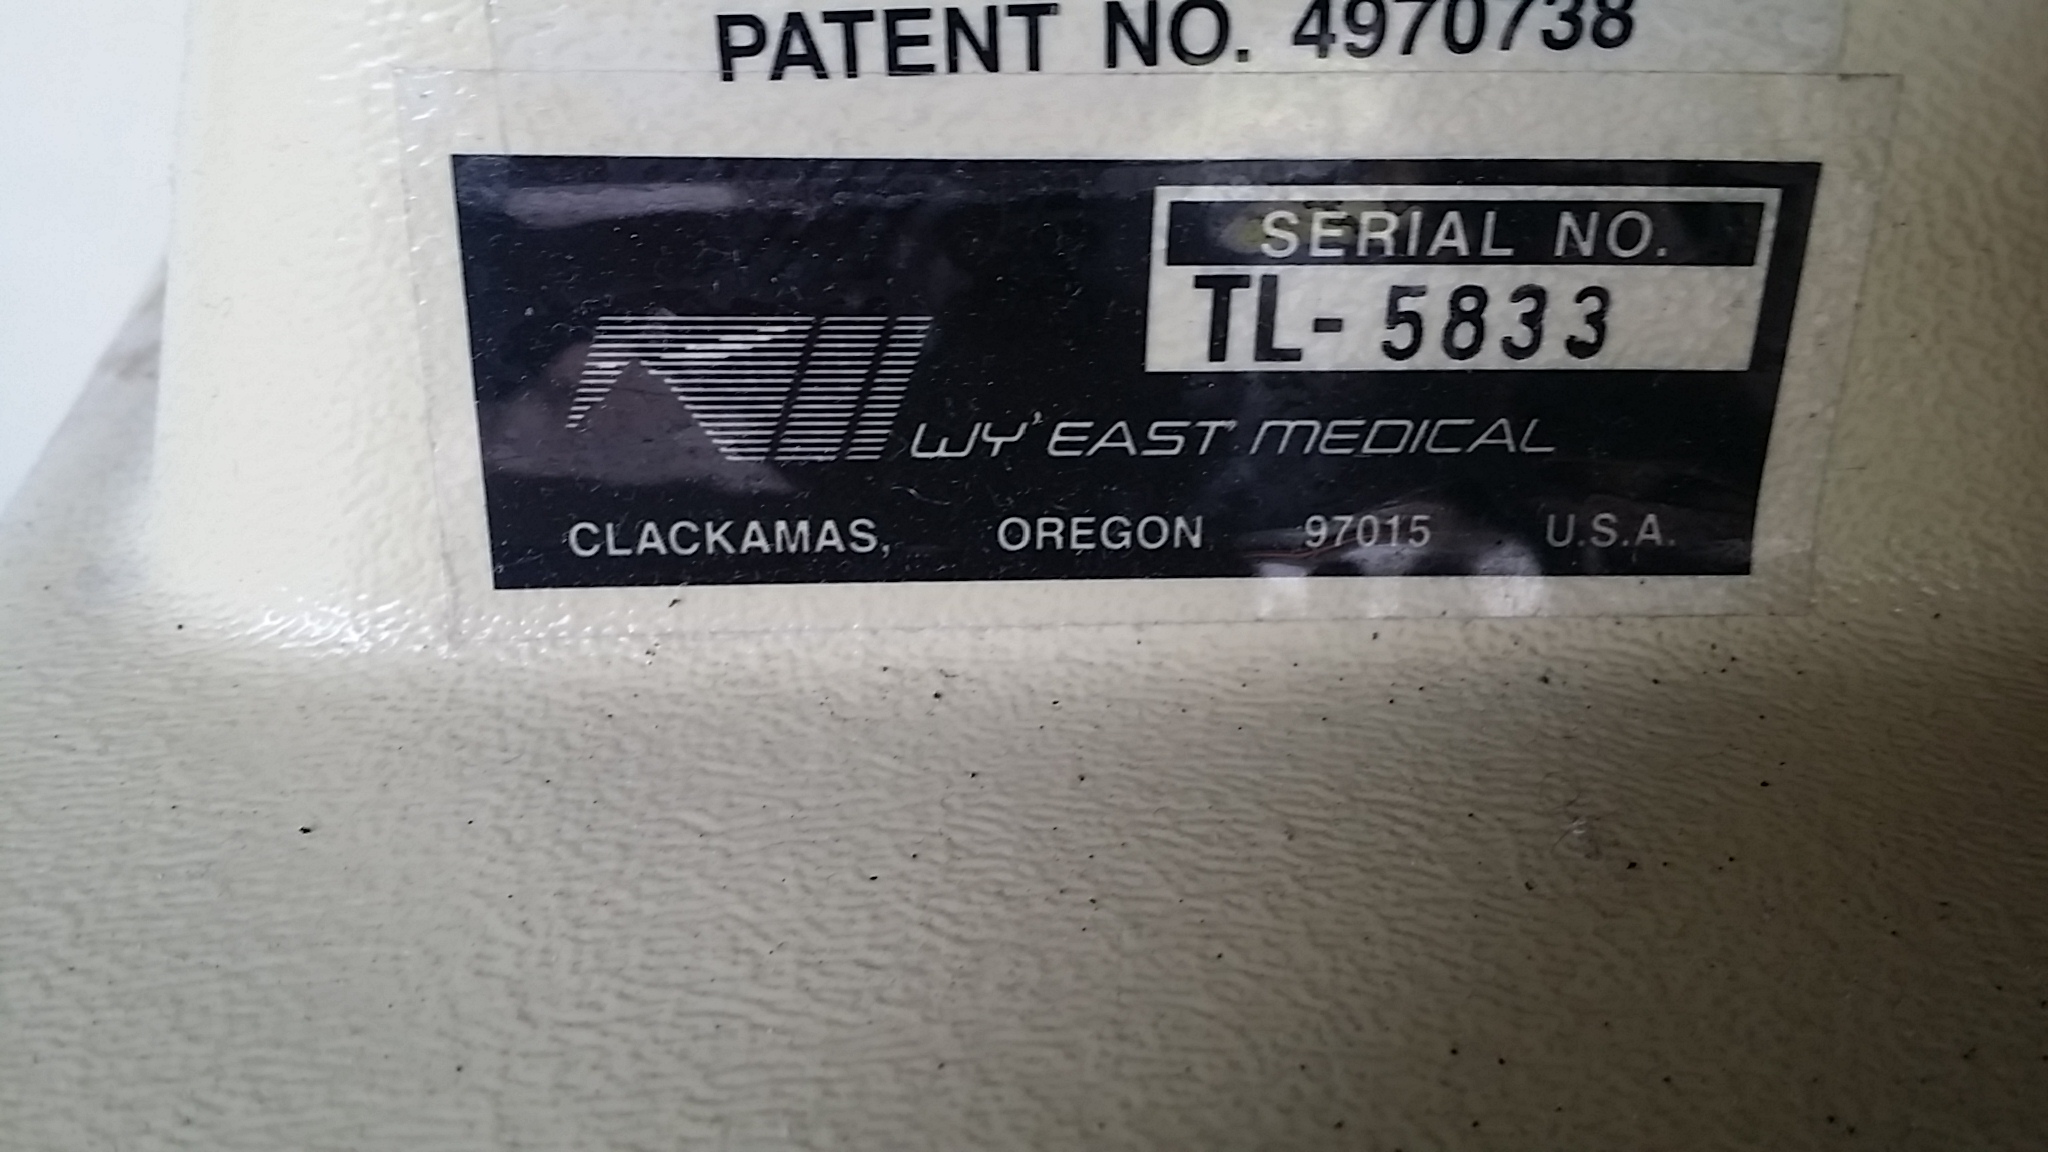 PATENT NO. 4970738
SERIAL NO.
TL-5833
WY'EAST MEDICAL
CLACKAMAS, OREGON 97015 U.S.A.